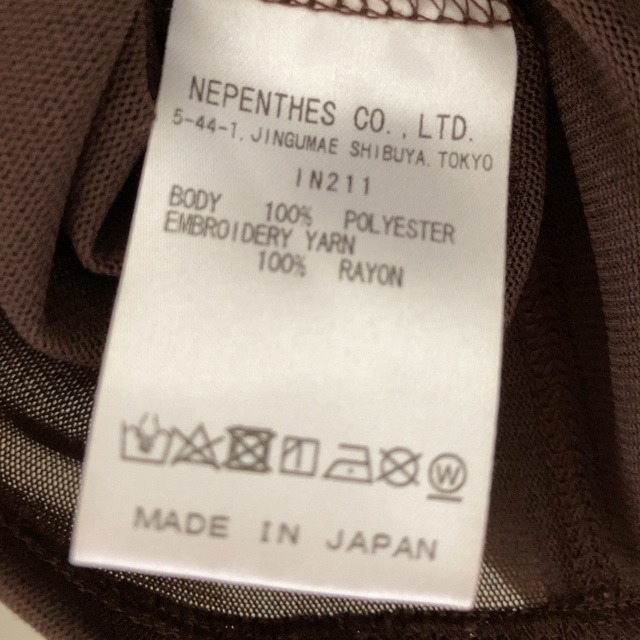 NEPENTHES CO.,LTD.
5-44-1, JINGUMAE SHIBUYA, TOKYO
IN211
BODY 100% POLYESTER
EMBROIDERY YARN
100% RAYON
W
MADE IN JAPAN